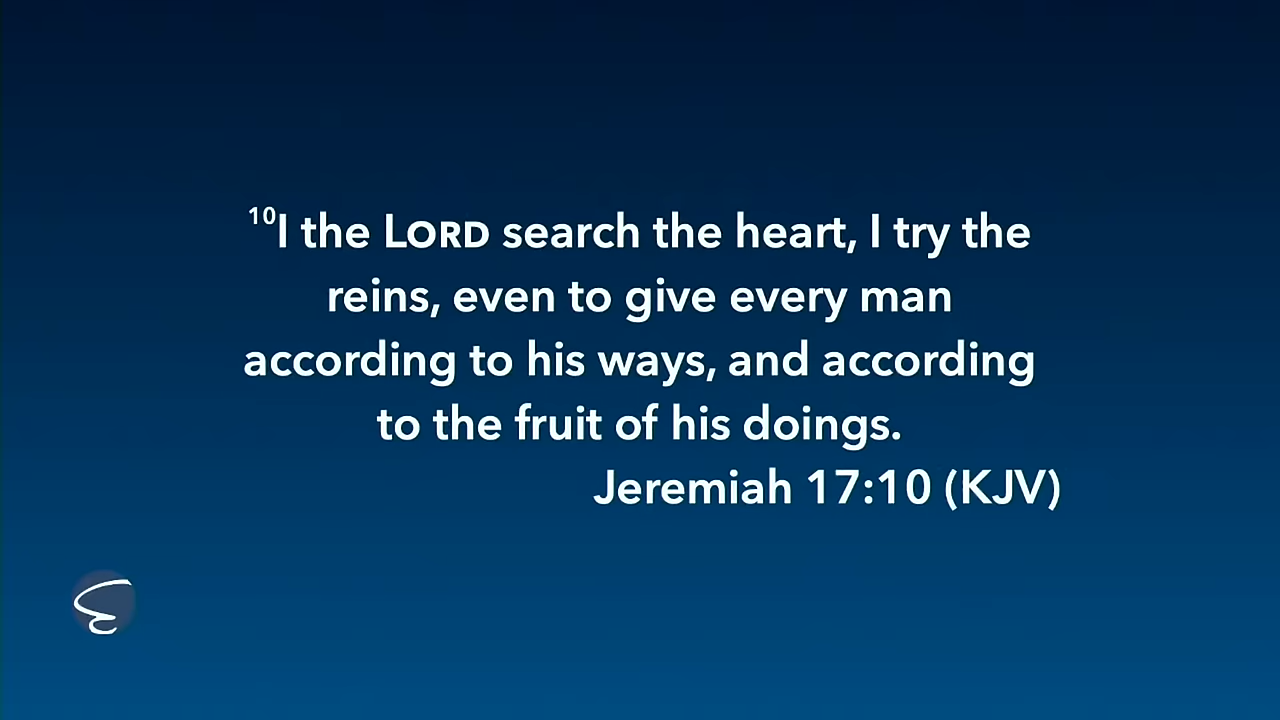 10I the LORD search the heart, I try the
reins, even to give every man
according to his ways, and according
to the fruit of his doings.
Jeremiah 17:10 (KJV)